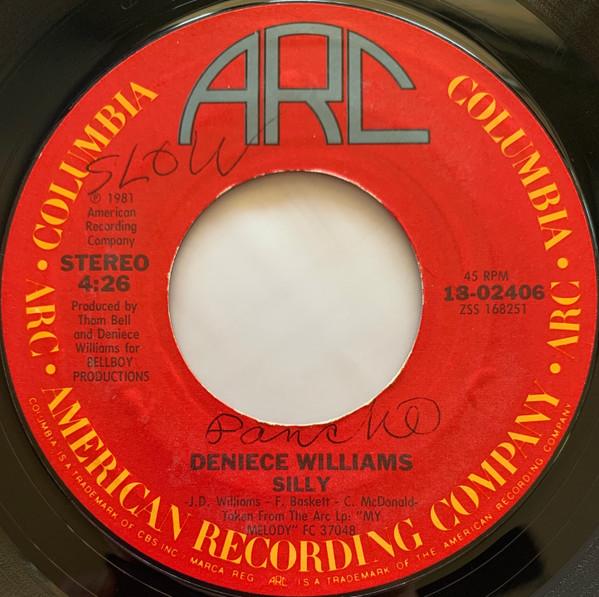 ARC
COLUMBIA
COLUMBIA
SLOW
℗ 1981
American
Recording
Company
STEREO
4:26
Produced by
Thom Bell
and Deniece
Williams for
BELLBOY
PRODUCTIONS
45 RPM
18-02406
ZSS 168251
Pancho
DENIECE WILLIAMS
SILLY
-J.D. Williams - F. Baskett - C. McDonald-
Taken From The Arc Lp: "MY
MELODY" FC 37048
• ARC • AMERICAN RECORDING COMPANY • ARC •
COLUMBIA IS A TRADEMARK OF CBS INC. MARCA REG. ARC IS A TRADEMARK OF THE AMERICAN RECORDING COMPANY